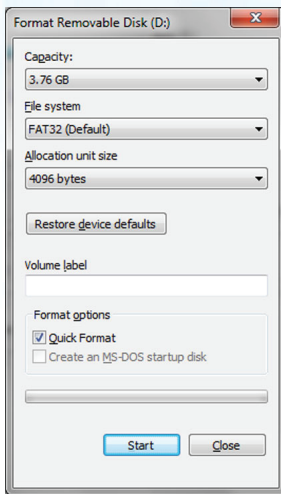 Format Removable Disk (D:)
Capacity:
3.76 GB
File system
FAT32 (Default)
Allocation unit size
4096 bytes
Restore device defaults
Volume label
Format options
Quick Format
Create an MS-DOS startup disk
Start Close